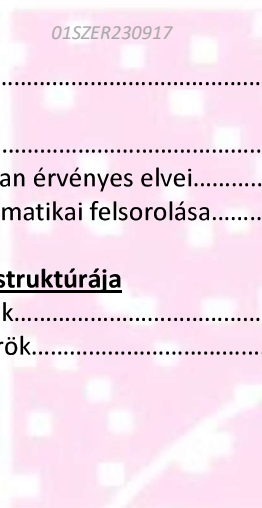 01SZER230917
....................................
....................................
an érvényes elvei............
matikai felsorolása.......
struktúrája
k....................................
rök..................................